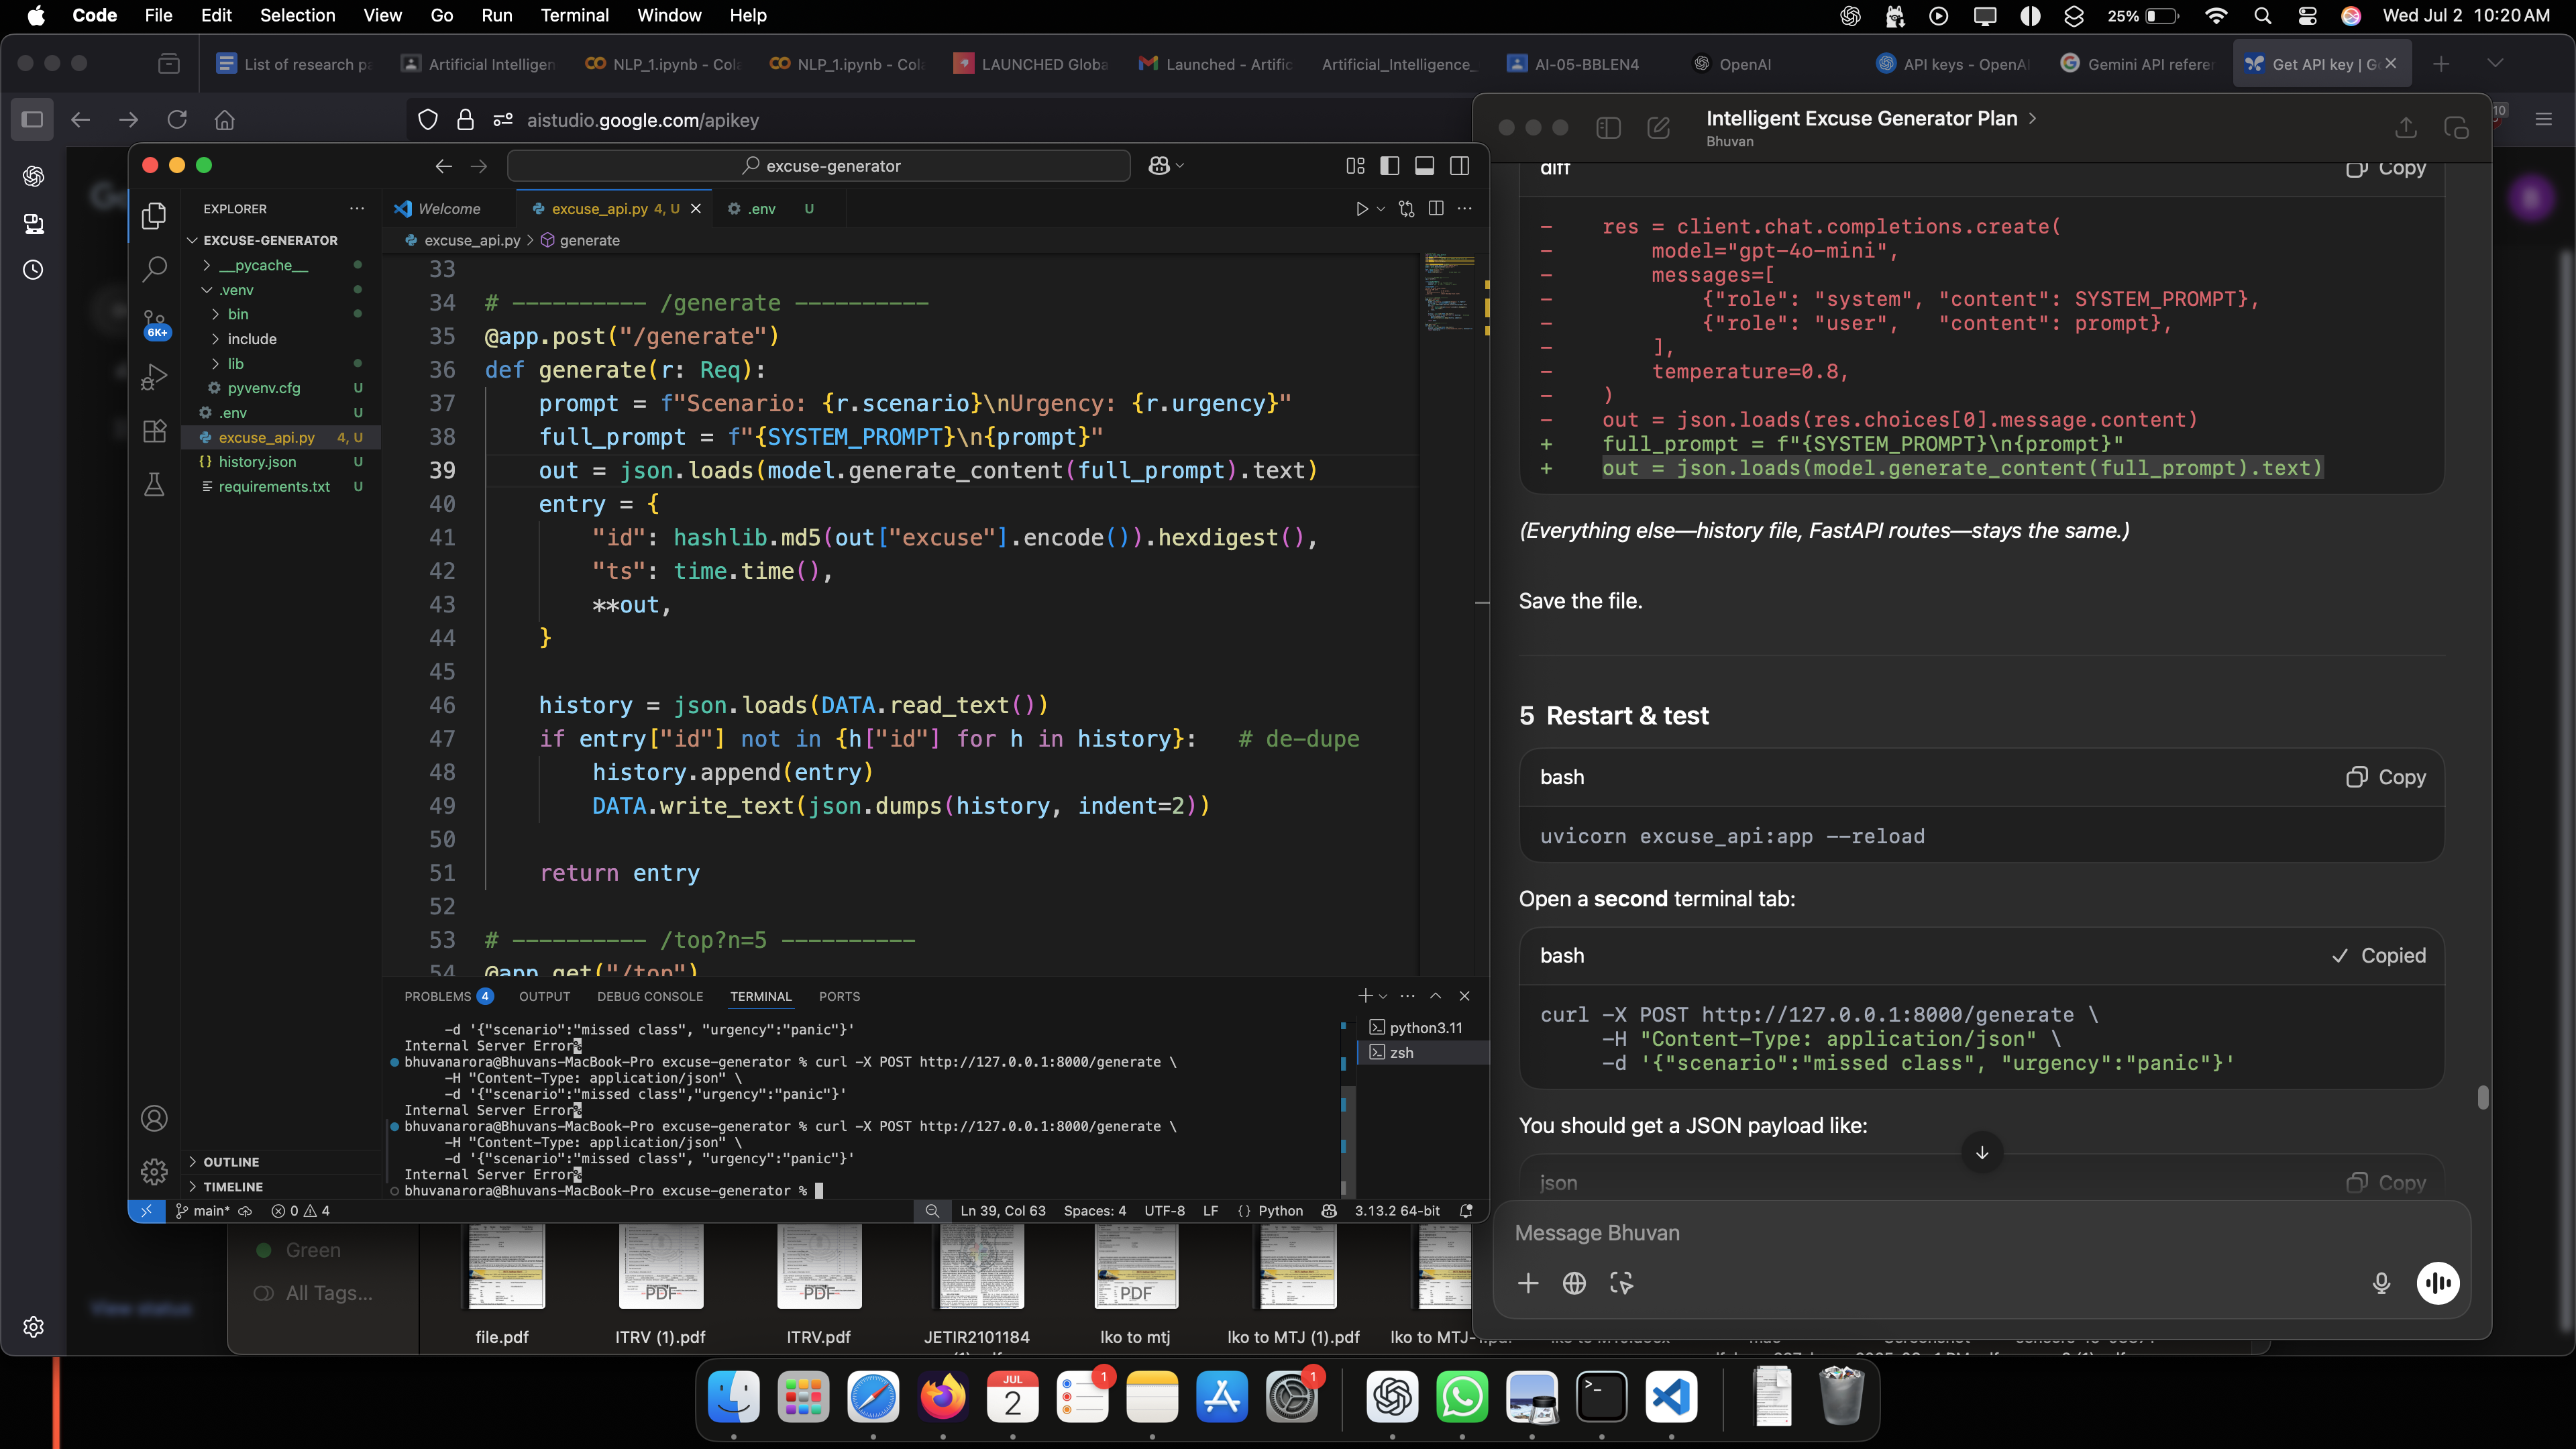 Code File Edit Selection View Go Run Terminal Window Help
25% Wed Jul 2 10:20 AM
List of research pa
Artificial Intelligen
NLP_1.ipynb - Cola
NLP_1.ipynb - Cola
LAUNCHED Globa
Launched - Artific
Artificial_Intelligence_
AI-05-BBLEN4
OpenAI
API keys - OpenAI
Gemini API referen
Get API key | G
aistudio.google.com/apikey
10
excuse-generator
EXPLORER
EXCUSE-GENERATOR
__pycache__
.venv
bin
include
lib
pyvenv.cfg U
.env U
excuse_api.py 4, U
history.json U
requirements.txt U
6K+
OUTLINE
TIMELINE
Welcome
excuse_api.py 4, U
.env U
excuse_api.py > generate
33
34 # ---------- /generate ----------
35 @app.post("/generate")
36 def generate(r: Req):
37 prompt = f"Scenario: {r.scenario}\nUrgency: {r.urgency}"
38 full_prompt = f"{SYSTEM_PROMPT}\n{prompt}"
39 out = json.loads(model.generate_content(full_prompt).text)
40 entry = {
41 "id": hashlib.md5(out["excuse"].encode()).hexdigest(),
42 "ts": time.time(),
43 **out,
44 }
45
46 history = json.loads(DATA.read_text())
47 if entry["id"] not in {h["id"] for h in history}: # de-dupe
48 history.append(entry)
49 DATA.write_text(json.dumps(history, indent=2))
50
51 return entry
52
53 # ---------- /top?n=5 ----------
54 @app.get("/top")
PROBLEMS 4 OUTPUT DEBUG CONSOLE TERMINAL PORTS
-d '{"scenario":"missed class", "urgency":"panic"}'
Internal Server Error%
bhuvanarora@Bhuvans-MacBook-Pro excuse-generator % curl -X POST http://127.0.0.1:8000/generate \
-H "Content-Type: application/json" \
-d '{"scenario":"missed class","urgency":"panic"}'
Internal Server Error%
bhuvanarora@Bhuvans-MacBook-Pro excuse-generator % curl -X POST http://127.0.0.1:8000/generate \
-H "Content-Type: application/json" \
-d '{"scenario":"missed class", "urgency":"panic"}'
Internal Server Error%
bhuvanarora@Bhuvans-MacBook-Pro excuse-generator %
python3.11
zsh
main* 0 4 Ln 39, Col 63 Spaces: 4 UTF-8 LF {} Python 3.13.2 64-bit
Intelligent Excuse Generator Plan >
Bhuvan
diff Copy
- res = client.chat.completions.create(
- model="gpt-4o-mini",
- messages=[
- {"role": "system", "content": SYSTEM_PROMPT},
- {"role": "user", "content": prompt},
- ],
- temperature=0.8,
- )
- out = json.loads(res.choices[0].message.content)
+ full_prompt = f"{SYSTEM_PROMPT}\n{prompt}"
+ out = json.loads(model.generate_content(full_prompt).text)
(Everything else—history file, FastAPI routes—stays the same.)
Save the file.
5 Restart & test
bash Copy
uvicorn excuse_api:app --reload
Open a second terminal tab:
bash Copied
curl -X POST http://127.0.0.1:8000/generate \
-H "Content-Type: application/json" \
-d '{"scenario":"missed class", "urgency":"panic"}'
You should get a JSON payload like:
json Copy
Message Bhuvan
View status
Green
All Tags...
PDF
PDF
PDF
file.pdf
ITRV (1).pdf
ITRV.pdf
JETIR2101184
lko to mtj
lko to MTJ (1).pdf
JUL
2
1
1